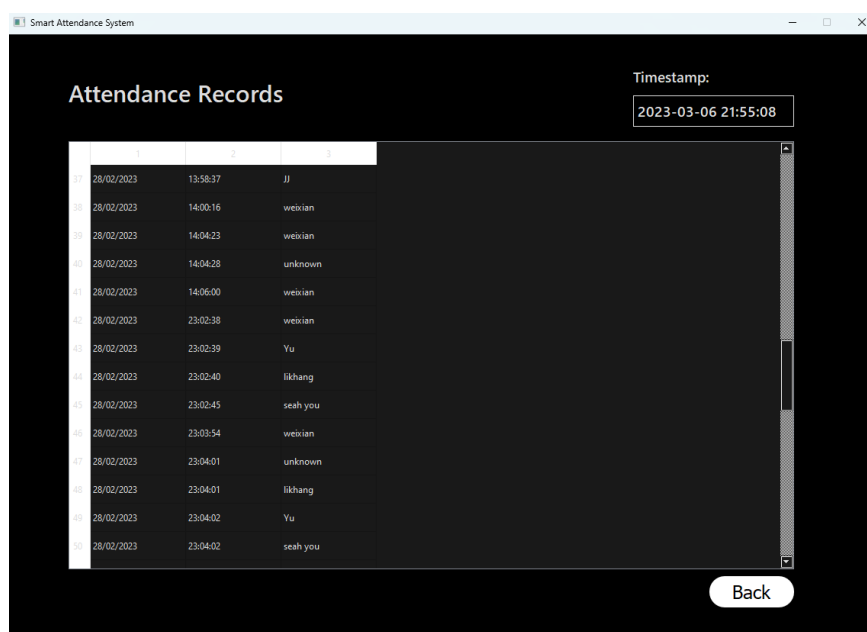 Smart Attendance System
Timestamp:
Attendance Records
2023-03-06 21:55:08
1 2 3
37 28/02/2023 13:58:37 JJ
38 28/02/2023 14:00:16 weixian
39 28/02/2023 14:04:23 weixian
40 28/02/2023 14:04:28 unknown
41 28/02/2023 14:06:00 weixian
42 28/02/2023 23:02:38 weixian
43 28/02/2023 23:02:39 Yu
44 28/02/2023 23:02:40 likhang
45 28/02/2023 23:02:45 seah you
46 28/02/2023 23:03:54 weixian
47 28/02/2023 23:04:01 unknown
48 28/02/2023 23:04:01 likhang
49 28/02/2023 23:04:02 Yu
50 28/02/2023 23:04:02 seah you
Back